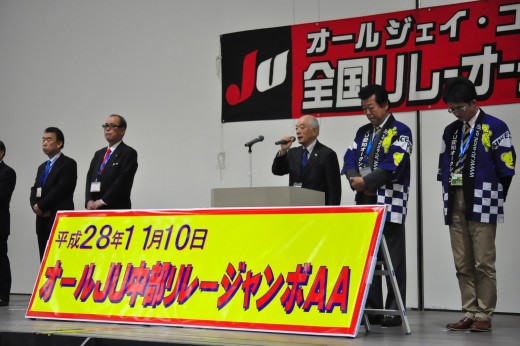 オールジェイ・コ
JU
全国リレーオー
平成28年11月10日
オールJU中部リレージャンボAA